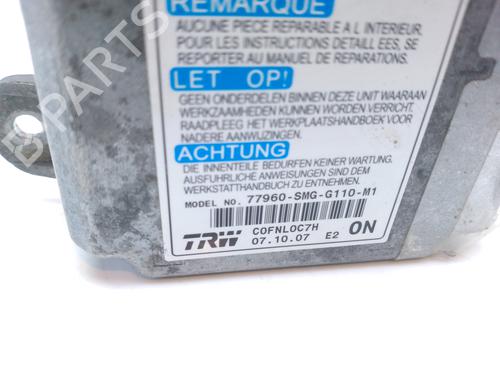 REMARQUE
AUCUNE PIECE REPARABLE A L INTERIEUR.
POUR LES INSTRUCTIONS DETAILLEES, SE
REPORTER AU MANUEL DE REPARATIONS.
LET OP!
GEEN ONDERDELEN BINNEN DEZE UNIT WAARAAN
WERKZAAMHEDEN KUNNEN WORDEN VERRICHT.
RAADPLEEG HET WERKPLAATSHANDBOEK VOOR
NADERE AANWIJZINGEN.
ACHTUNG
DIE INNENTEILE BEDURFEN KEINER WARTUNG.
AUSFUHRLICHE ANWEISUNGEN SIND DEM
WERKSTATTHANDBUCH ZU ENTNEHMEN.
MODEL NO. 77960-SMG-G110-M1
TRW COFNLOC7H ON
07.10.07 E2
B-PARTS